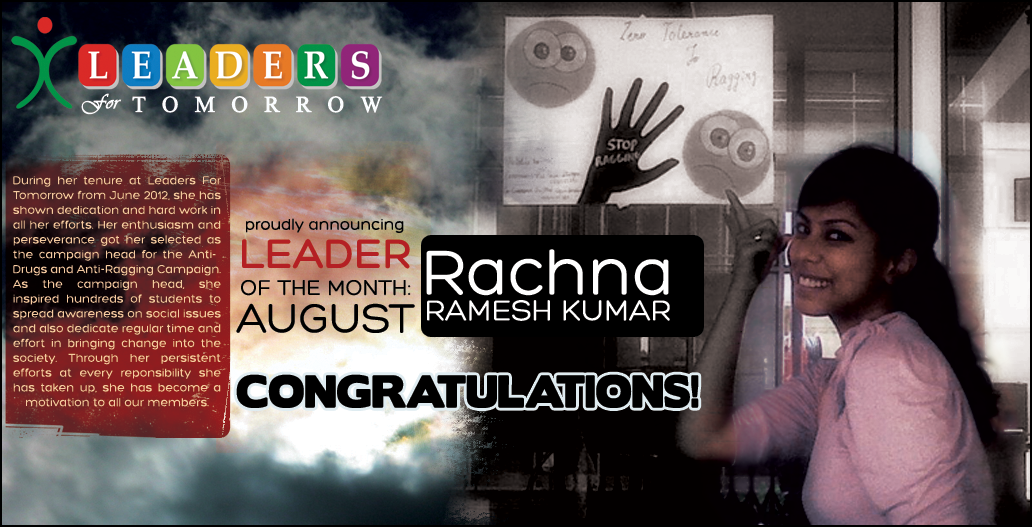 LEADERS
for TOMORROW
During her tenure at Leaders For
Tomorrow from June 2012, she has
shown dedication and hard work in
all her efforts. Her enthusiasm and
perseverance got her selected as
the campaign head for the Anti-
Drugs and Anti-Ragging Campaign.
As the campaign head, she
inspired hundreds of students to
spread awareness on social issues
and also dedicate regular time and
effort in bringing change into the
society. Through her persistent
efforts at every reponsibility she
has taken up, she has become a
motivation to all our members.
proudly announcing
LEADER
OF THE MONTH:
AUGUST
Rachna
RAMESH KUMAR
CONGRATULATIONS!
Zero Tolerance
To
Ragging
STOP
RAGGING